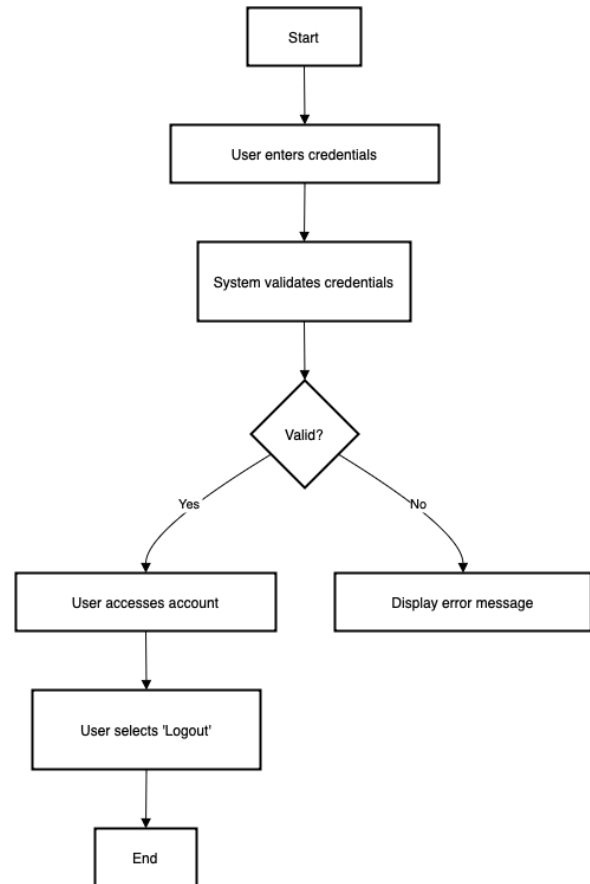 Start
User enters credentials
System validates credentials
Valid?
Yes
No
User accesses account
Display error message
User selects 'Logout'
End